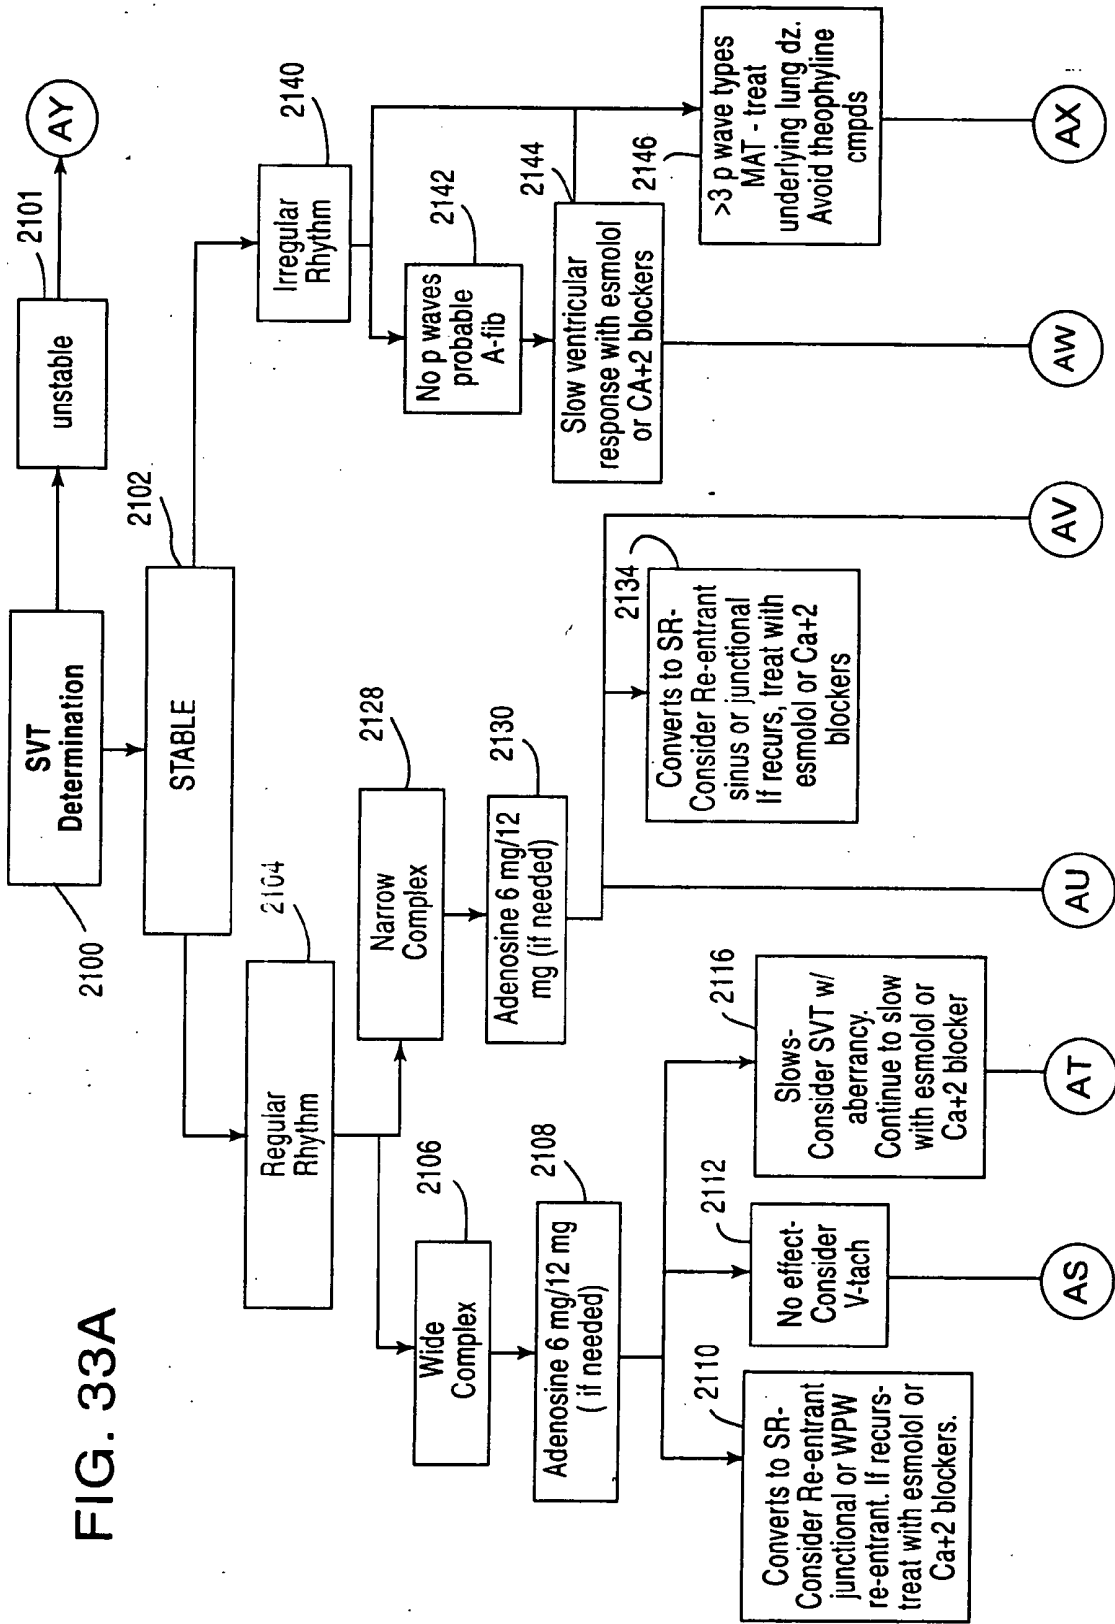 FIG. 33A
SVT
Determination
2100
unstable
2101
AY
STABLE
2102
Regular
Rhythm
2104
Irregular
Rhythm
2140
Wide
Complex
2106
Narrow
Complex
2128
No p waves
probable
A-fib
2142
Adenosine 6 mg/12 mg
( if needed)
2108
Adenosine 6 mg/12
mg (if needed)
2130
Slow ventricular
response with esmolol
or CA+2 blockers
2144
Converts to SR-
Consider Re-entrant
junctional or WPW
re-entrant. If recurs-
treat with esmolol or
Ca+2 blockers.
2110
No effect-
Consider
V-tach
2112
Slows-
Consider SVT w/
aberrancy.
Continue to slow
with esmolol or
Ca+2 blocker
2116
Converts to SR-
Consider Re-entrant
sinus or junctional
If recurs, treat with
esmolol or Ca+2
blockers
2134
>3 p wave types
MAT - treat
underlying lung dz.
Avoid theophyline
cmpds
2146
AS
AT
AU
AV
AW
AX